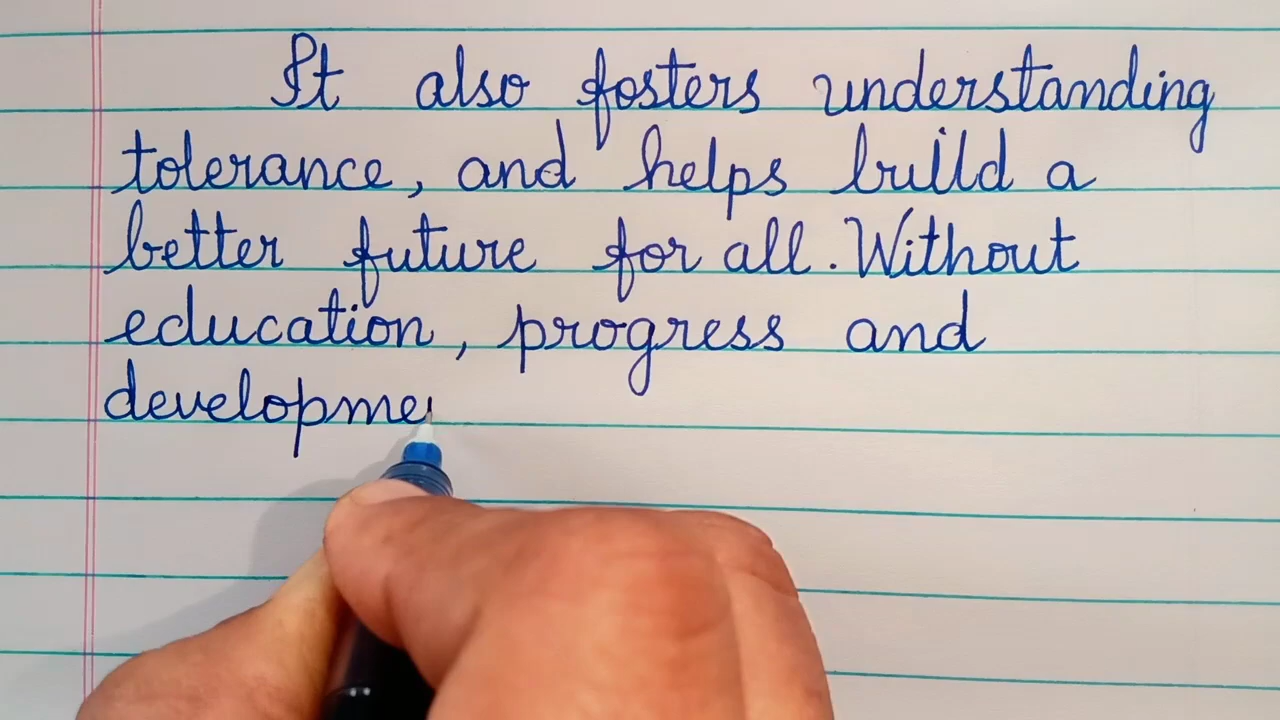 It also fosters understanding
tolerance, and helps build a
better future for all. Without
education, progress and
developme